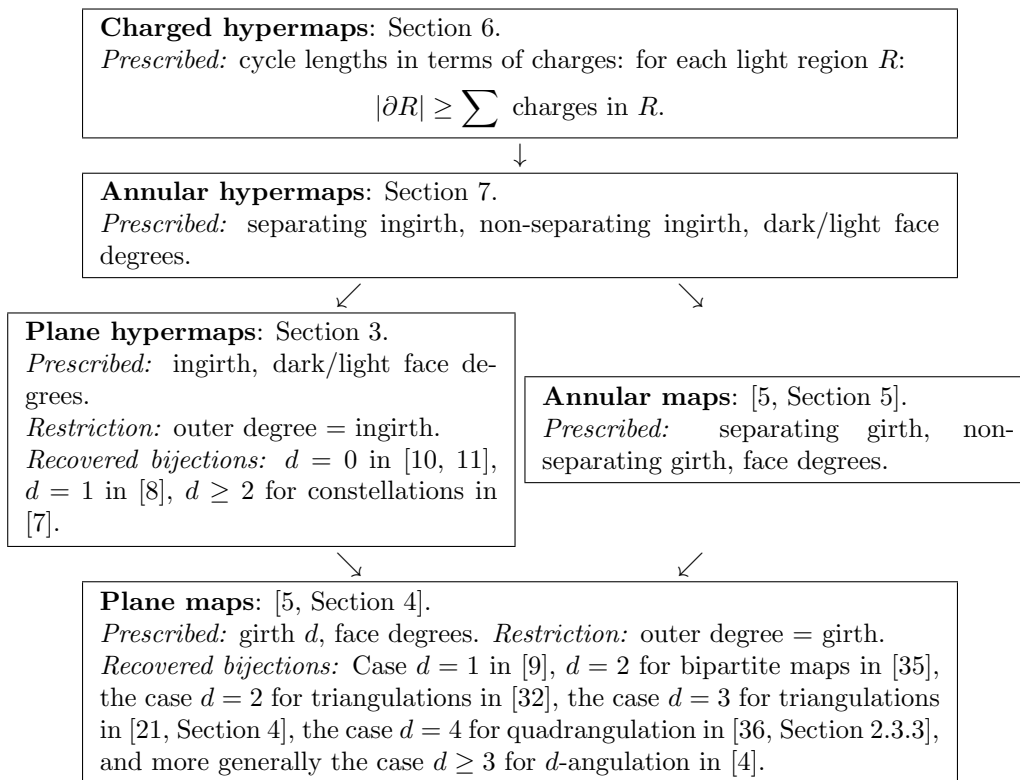 Charged hypermaps: Section 6.
Prescribed: cycle lengths in terms of charges: for each light region R:
|∂R| ≥ ∑ charges in R.
↓
Annular hypermaps: Section 7.
Prescribed: separating ingirth, non-separating ingirth, dark/light face
degrees.
↙ ↘
Plane hypermaps: Section 3.
Prescribed: ingirth, dark/light face de-
grees.
Restriction: outer degree = ingirth.
Recovered bijections: d = 0 in [10, 11],
d = 1 in [8], d ≥ 2 for constellations in
[7].
Annular maps: [5, Section 5].
Prescribed: separating girth, non-
separating girth, face degrees.
↘ ↙
Plane maps: [5, Section 4].
Prescribed: girth d, face degrees. Restriction: outer degree = girth.
Recovered bijections: Case d = 1 in [9], d = 2 for bipartite maps in [35],
the case d = 2 for triangulations in [32], the case d = 3 for triangulations
in [21, Section 4], the case d = 4 for quadrangulation in [36, Section 2.3.3],
and more generally the case d ≥ 3 for d-angulation in [4].